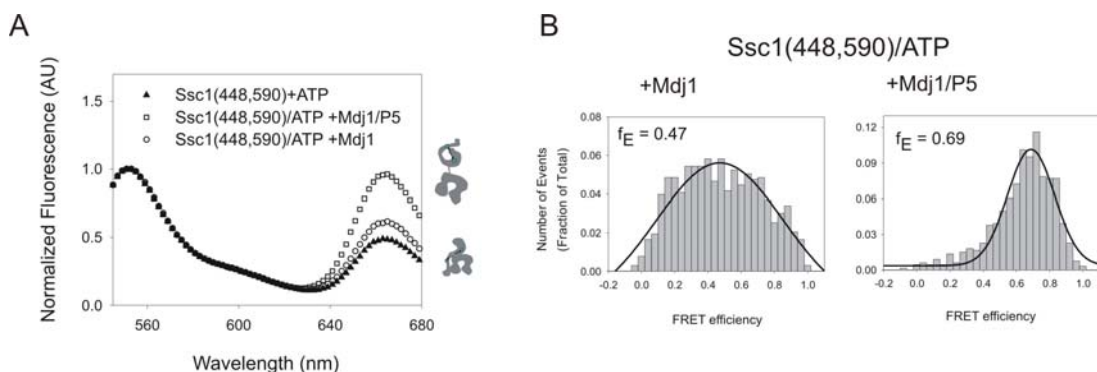 A
Normalized Fluorescence (AU)
1.5
1.0
0.5
0.0
Ssc1(448,590)+ATP
Ssc1(448,590)/ATP +Mdj1/P5
Ssc1(448,590)/ATP +Mdj1
560 600 640 680
Wavelength (nm)
B
Ssc1(448,590)/ATP
+Mdj1
+Mdj1/P5
Number of Events
(Fraction of Total)
0.08
0.06
0.04
0.02
0.00
fE = 0.47
-0.2 0.0 0.2 0.4 0.6 0.8 1.0
FRET efficiency
0.12
0.09
0.06
0.03
0.00
fE = 0.69
-0.2 0.0 0.2 0.4 0.6 0.8 1.0
FRET efficiency